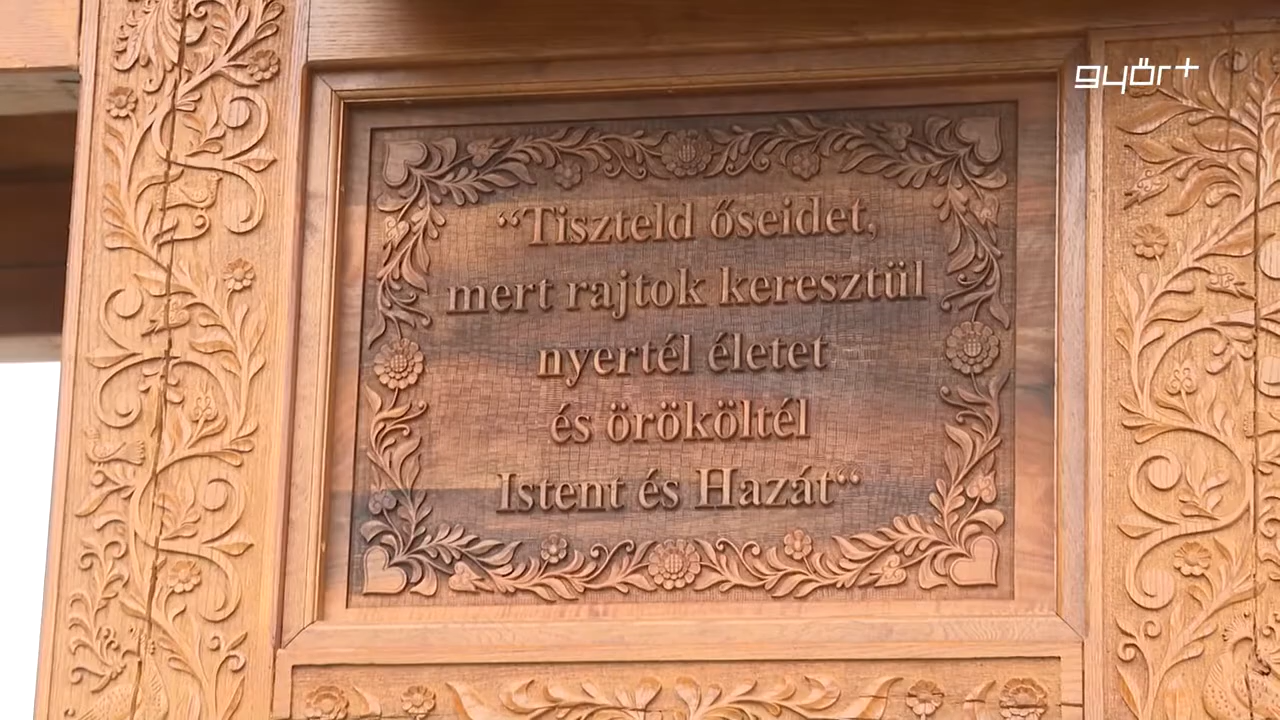 győr+
“Tiszteld őseidet,
mert rajtok keresztül
nyertél életet
és örököltél
Istent és Hazát“